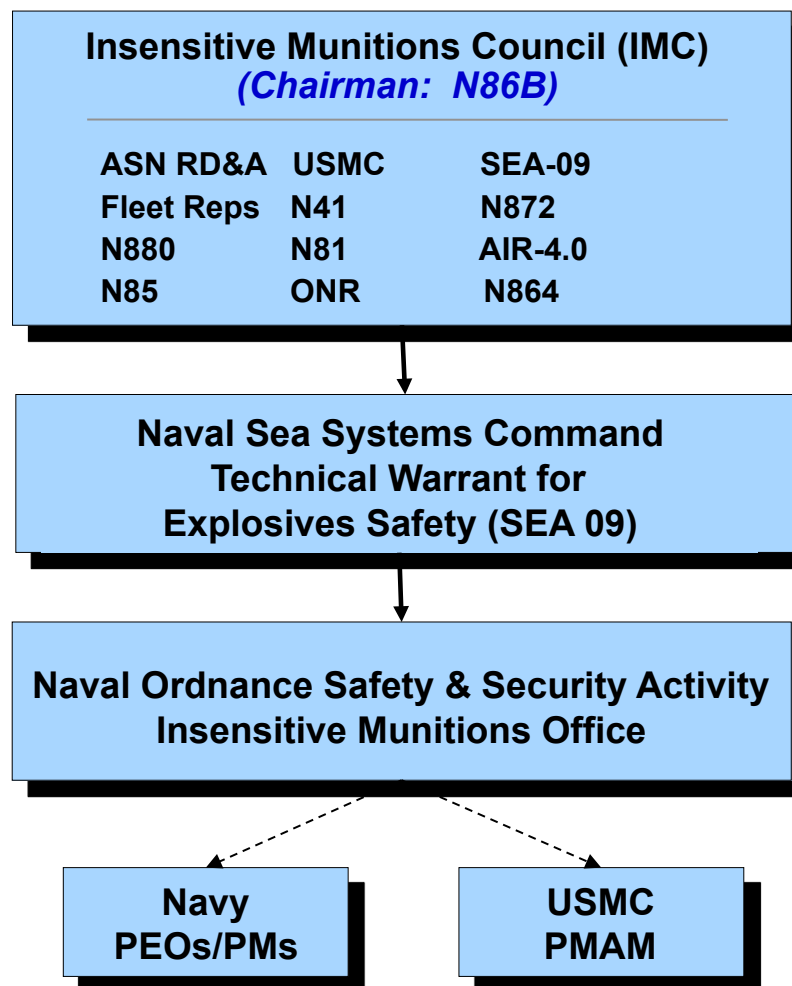 Insensitive Munitions Council (IMC)
(Chairman: N86B)
ASN RD&A USMC SEA-09
Fleet Reps N41 N872
N880 N81 AIR-4.0
N85 ONR N864
Naval Sea Systems Command
Technical Warrant for
Explosives Safety (SEA 09)
Naval Ordnance Safety & Security Activity
Insensitive Munitions Office
Navy
PEOs/PMs
USMC
PMAM